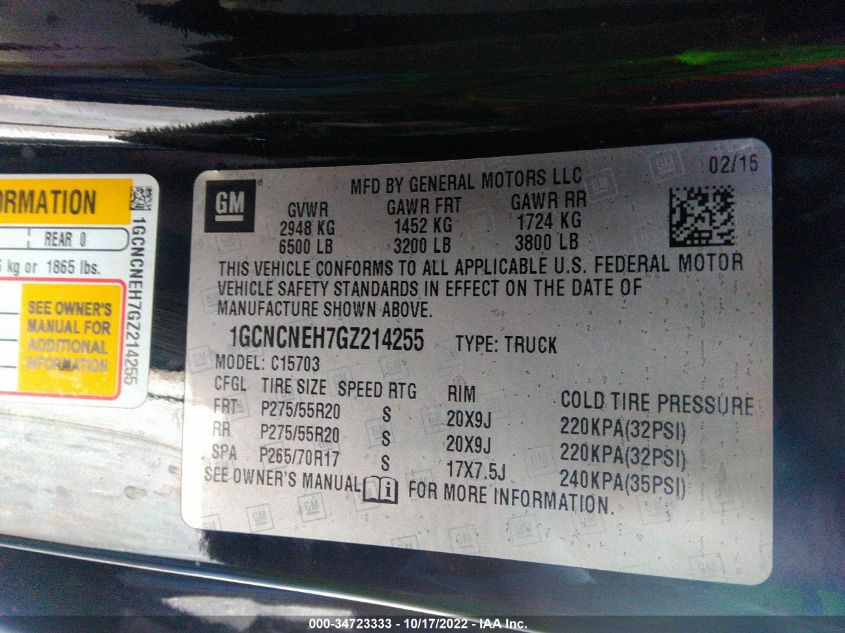 ORMATION
REAR 0
kg or 1865 lbs.
SEE OWNER'S
MANUAL FOR
ADDITIONAL
INFORMATION
1GCNCNEH7GZ214255
GM
MFD BY GENERAL MOTORS LLC
02/16
GVWR GAWR FRT GAWR RR
2948 KG 1452 KG 1724 KG
6500 LB 3200 LB 3800 LB
THIS VEHICLE CONFORMS TO ALL APPLICABLE U.S. FEDERAL MOTOR
VEHICLE SAFETY STANDARDS IN EFFECT ON THE DATE OF
MANUFACTURE SHOWN ABOVE.
1GCNCNEH7GZ214255 TYPE: TRUCK
MODEL: C15703
CFGL TIRE SIZE SPEED RTG RIM COLD TIRE PRESSURE
FRT P275/55R20 S 20X9J 220KPA(32PSI)
RR P275/55R20 S 20X9J 220KPA(32PSI)
SPA P265/70R17 S 17X7.5J 240KPA(35PSI)
SEE OWNER'S MANUAL i FOR MORE INFORMATION.
000-34723333 - 10/17/2022 - IAA Inc.